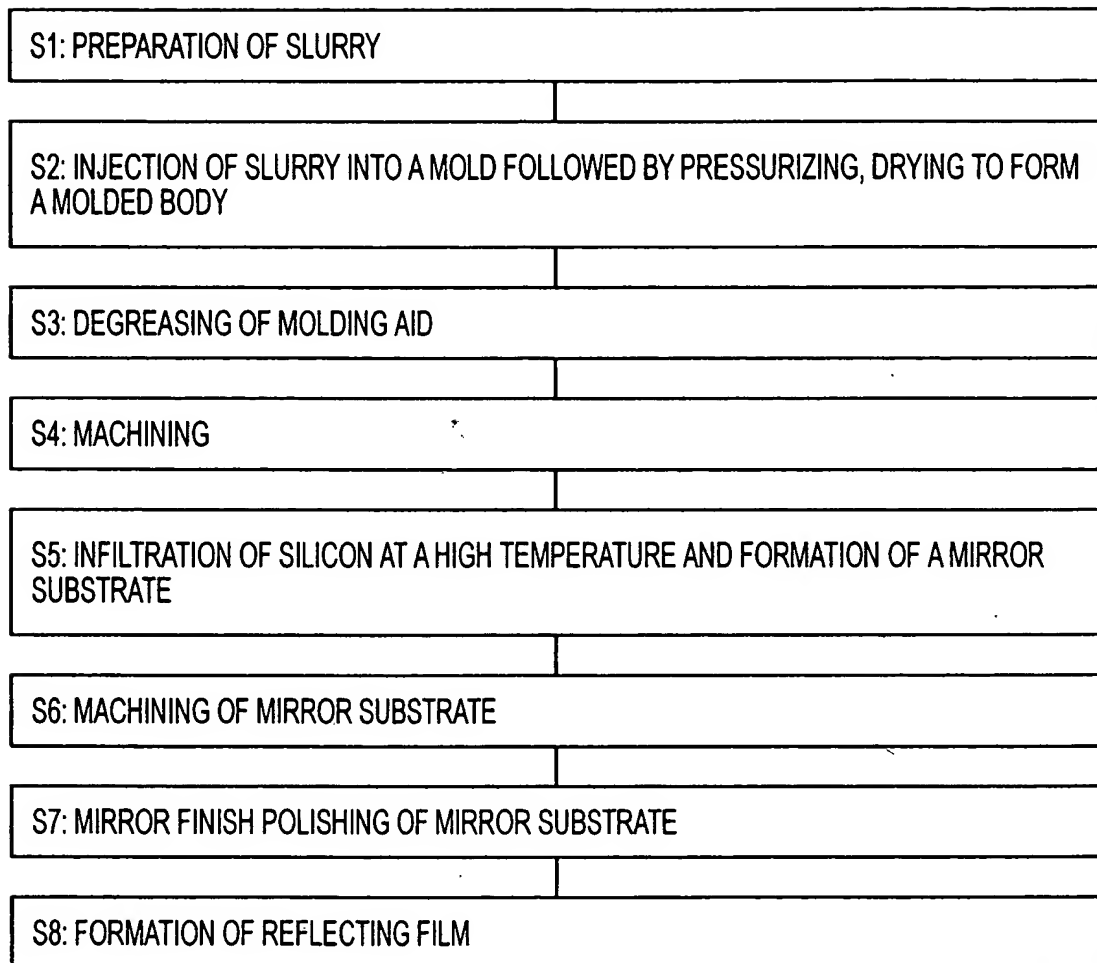 S1: PREPARATION OF SLURRY
S2: INJECTION OF SLURRY INTO A MOLD FOLLOWED BY PRESSURIZING, DRYING TO FORM
A MOLDED BODY
S3: DEGREASING OF MOLDING AID
S4: MACHINING
S5: INFILTRATION OF SILICON AT A HIGH TEMPERATURE AND FORMATION OF A MIRROR
SUBSTRATE
S6: MACHINING OF MIRROR SUBSTRATE
S7: MIRROR FINISH POLISHING OF MIRROR SUBSTRATE
S8: FORMATION OF REFLECTING FILM